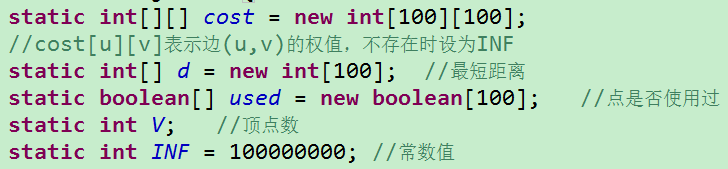 static int[][] cost = new int[100][100];
//cost[u][v]表示边(u,v)的权值，不存在时设为INF
static int[] d = new int[100];  //最短距离
static boolean[] used = new boolean[100];   //点是否使用过
static int V;   //顶点数
static int INF = 100000000; //常数值